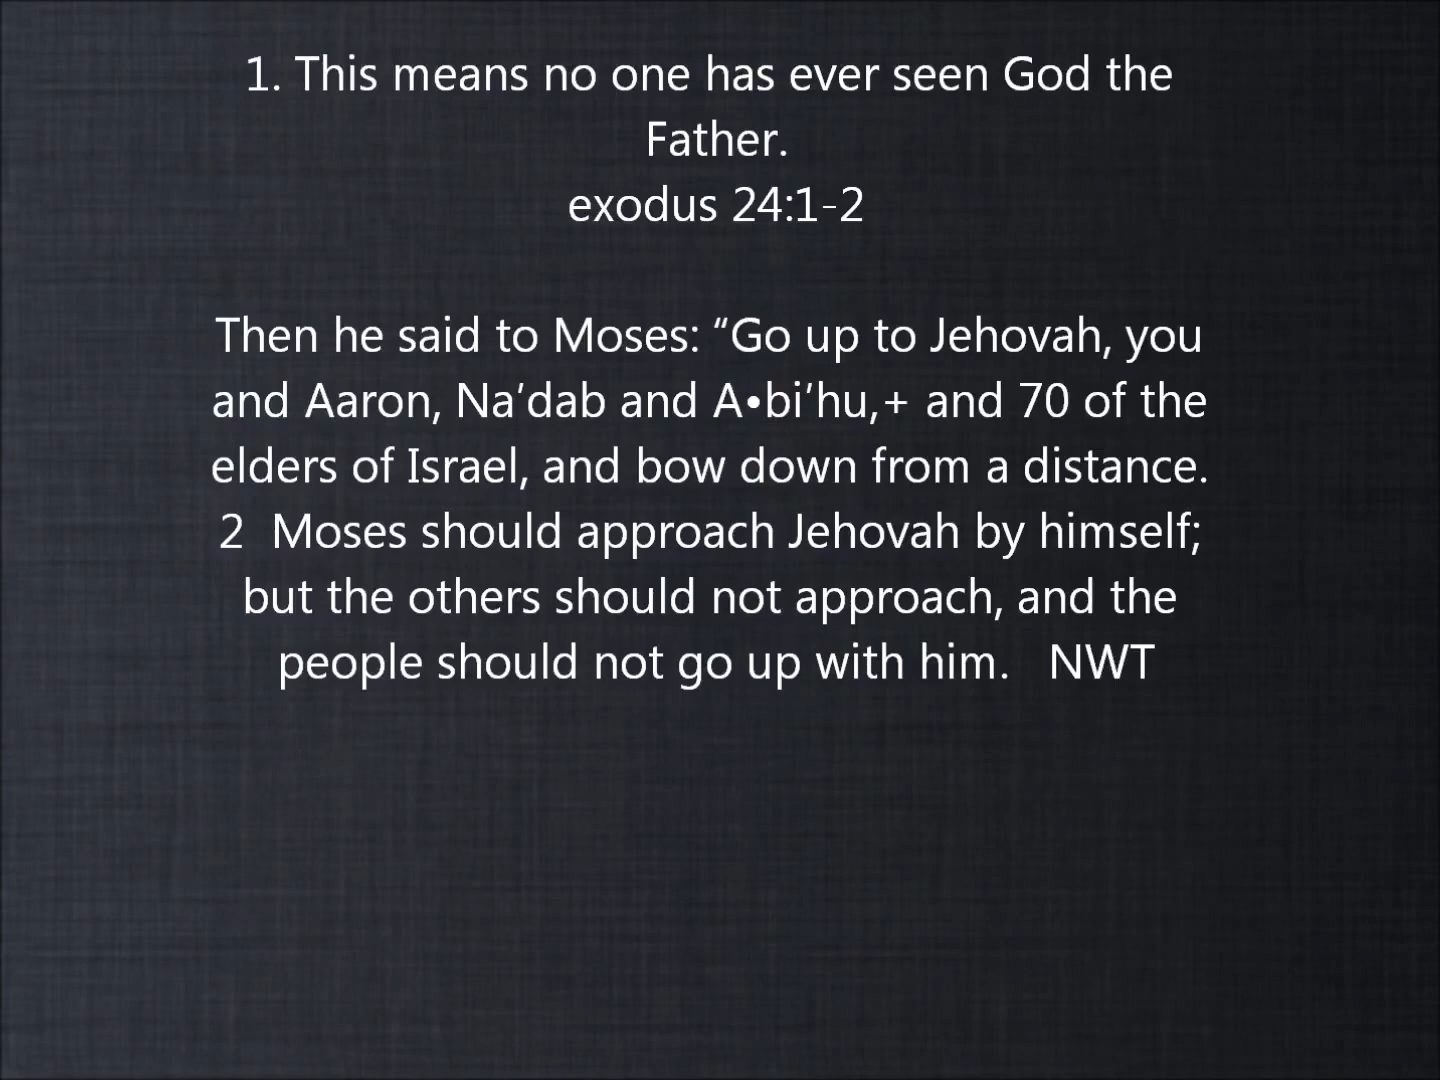 1. This means no one has ever seen God the
Father.
exodus 24:1-2
Then he said to Moses: “Go up to Jehovah, you
and Aaron, Na′dab and A•bi′hu,+ and 70 of the
elders of Israel, and bow down from a distance.
2  Moses should approach Jehovah by himself;
but the others should not approach, and the
people should not go up with him.   NWT